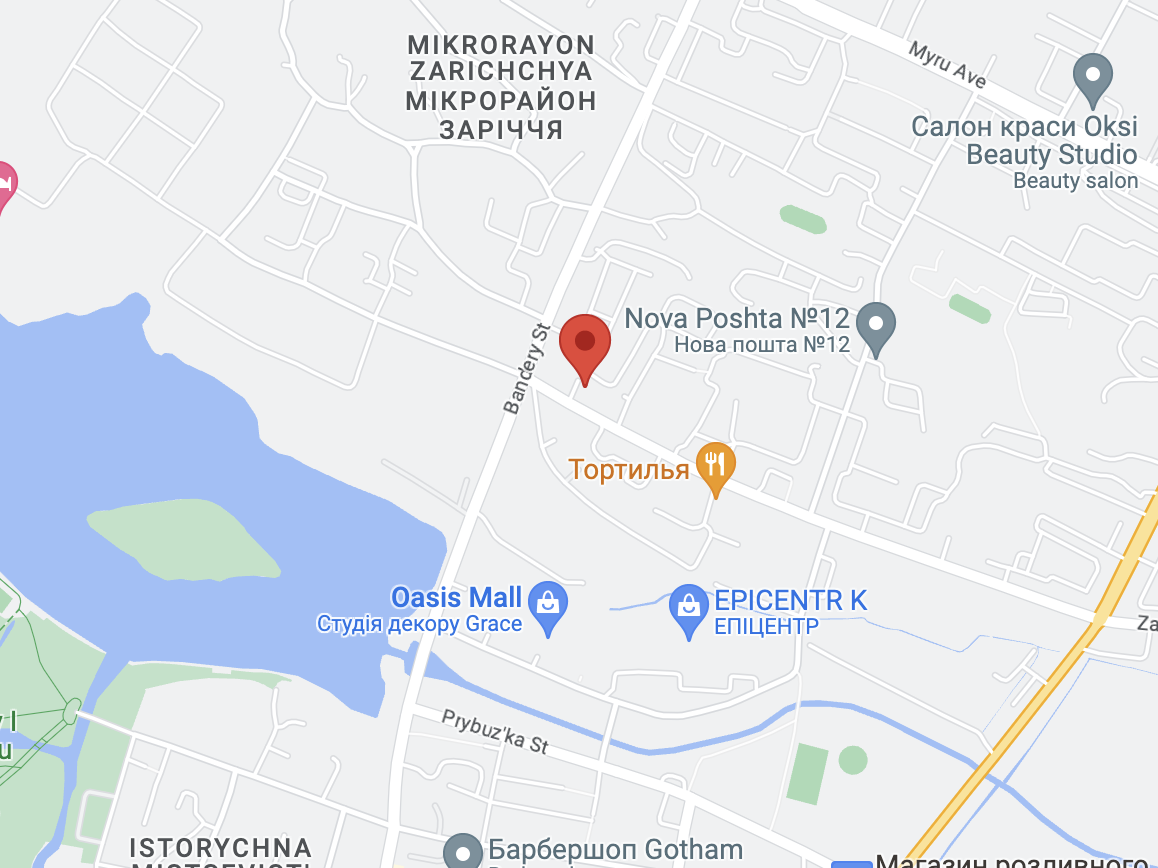 MIKRORAYON
ZARICHCHYA
МІКРОРАЙОН
ЗАРІЧЧЯ
Myru Ave
Салон краси Oksi
Beauty Studio
Beauty salon
Nova Poshta №12
Нова пошта №12
Bandery St
Тортилья
Oasis Mall
Студія декору Grace
EPICENTR K
ЕПІЦЕНТР
Za
y I
u
Prybuz'ka St
ISTORYCHNA
Барбершоп Gotham
Магазин розливного